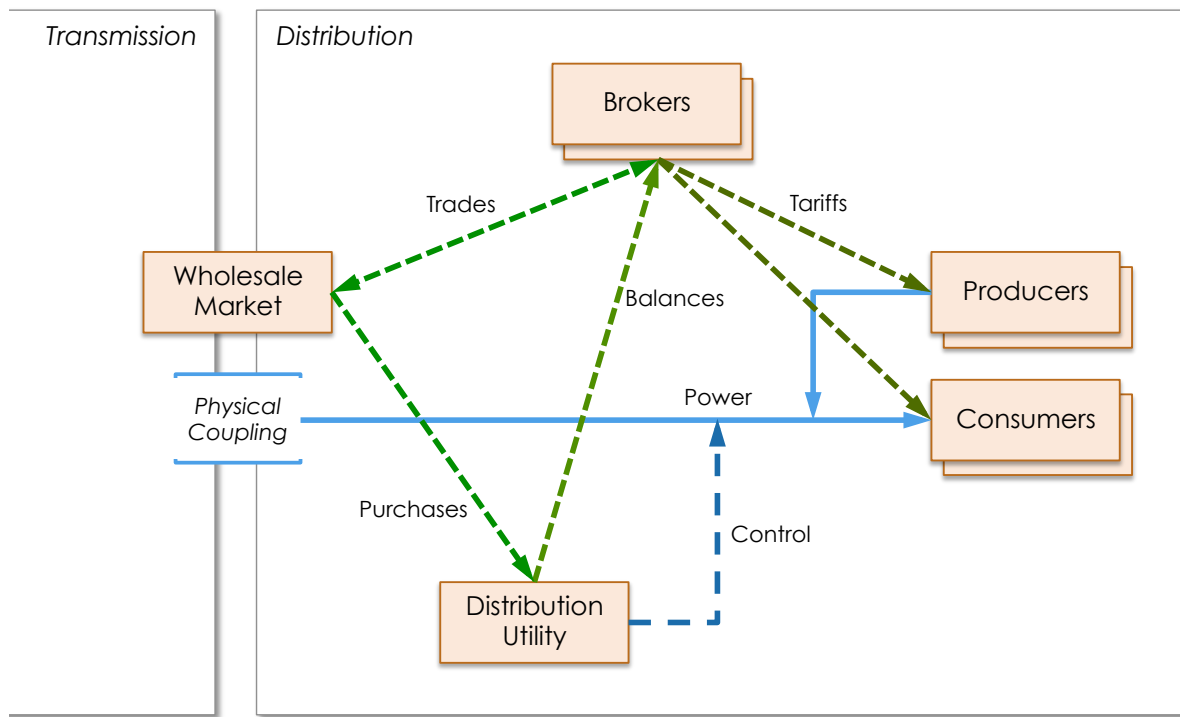 Transmission
Distribution
Brokers
Trades
Tariffs
Wholesale
Market
Balances
Producers
Physical
Coupling
Power
Consumers
Purchases
Control
Distribution
Utility